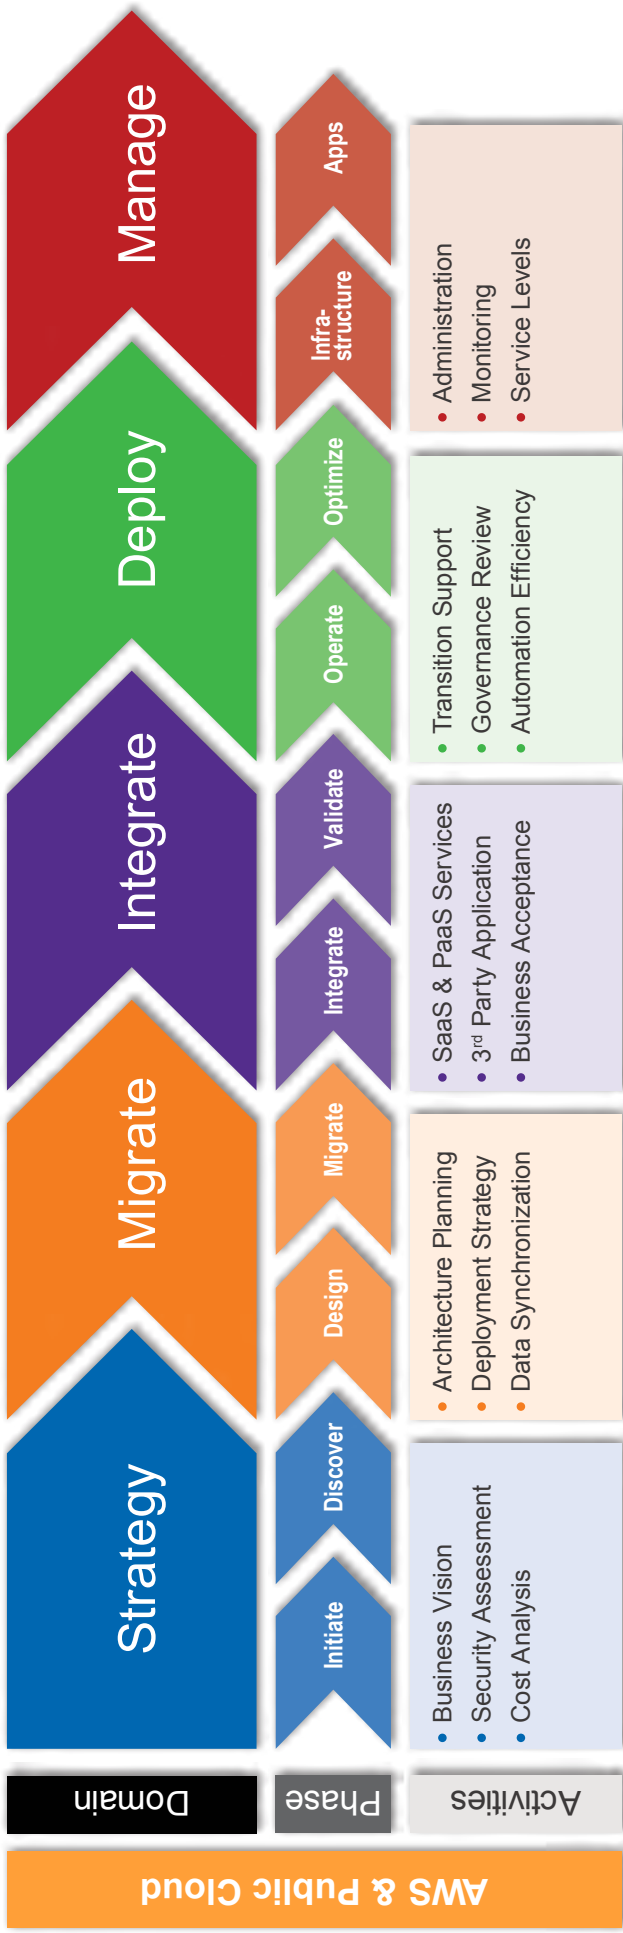 AWS & Public Cloud
Domain
Strategy
Migrate
Integrate
Deploy
Manage
Phase
Initiate
Discover
Design
Migrate
Integrate
Validate
Operate
Optimize
Infra-
structure
Apps
Activities
• Business Vision
• Security Assessment
• Cost Analysis
• Architecture Planning
• Deployment Strategy
• Data Synchronization
• SaaS & PaaS Services
• 3rd Party Application
• Business Acceptance
• Transition Support
• Governance Review
• Automation Efficiency
• Administration
• Monitoring
• Service Levels